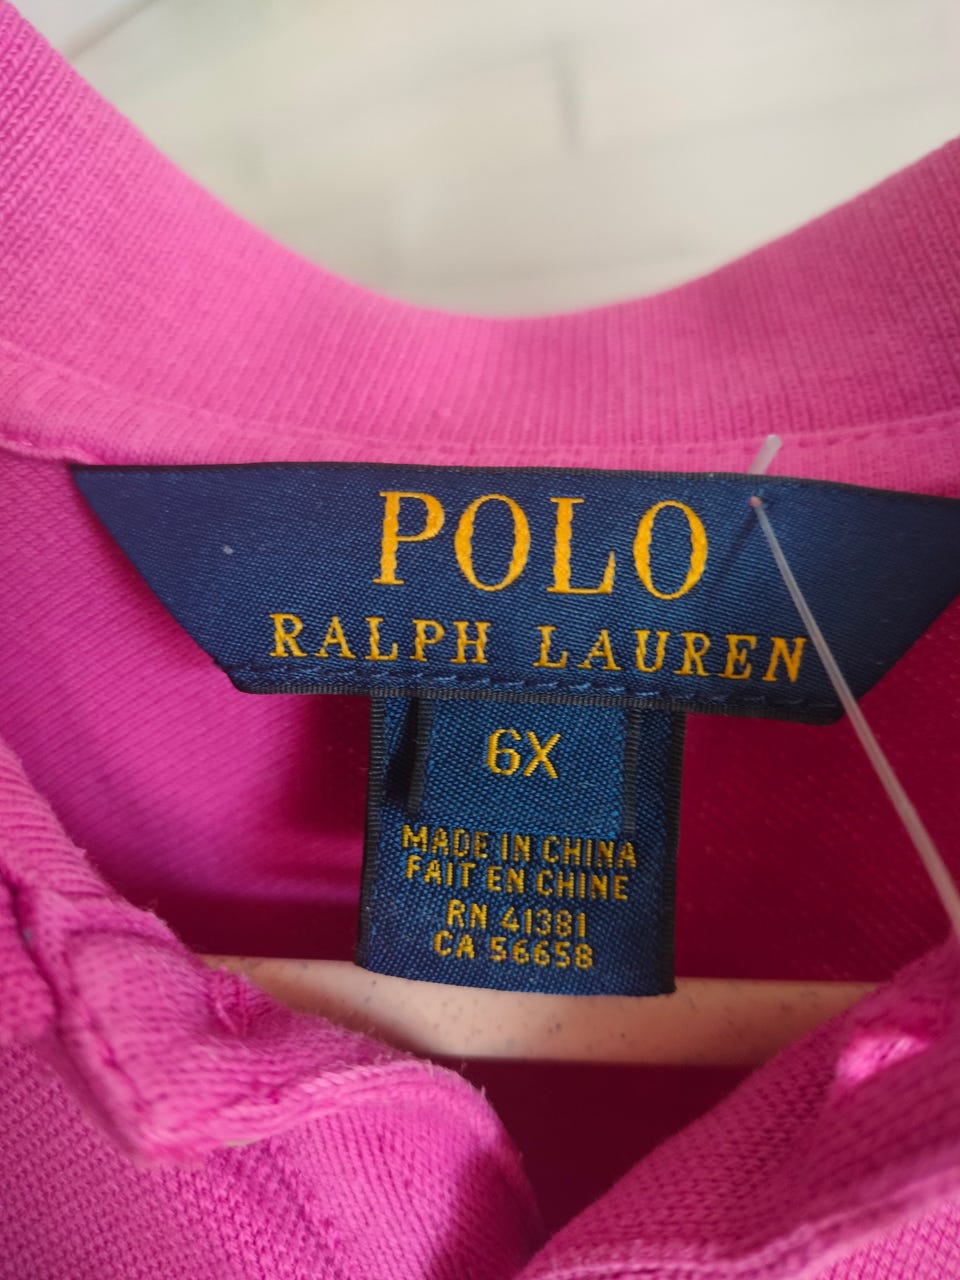 POLO
RALPH LAUREN
6X
MADE IN CHINA
FAIT EN CHINE
RN 41381
CA 56658